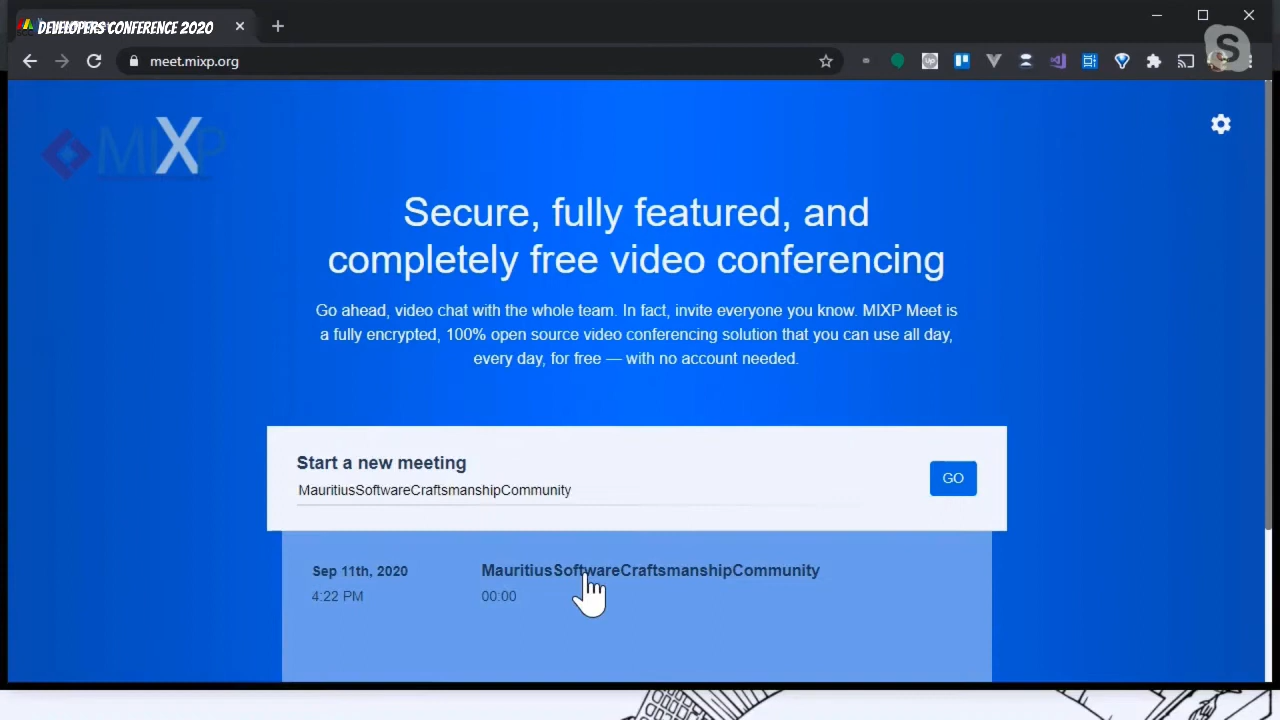 DEVELOPERS CONFERENCE 2020
meet.mixp.org
MIXP
Secure, fully featured, and
completely free video conferencing
Go ahead, video chat with the whole team. In fact, invite everyone you know. MIXP Meet is
a fully encrypted, 100% open source video conferencing solution that you can use all day,
every day, for free — with no account needed.
Start a new meeting
MauritiusSoftwareCraftsmanshipCommunity
GO
Sep 11th, 2020
MauritiusSoftwareCraftsmanshipCommunity
4:22 PM
00:00